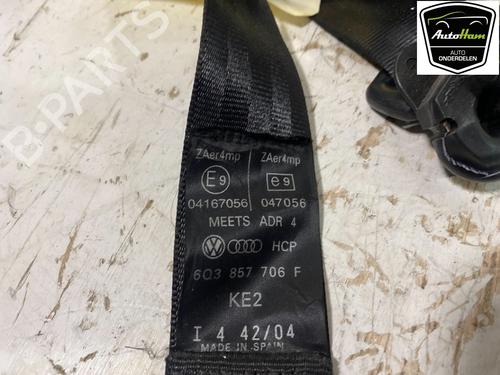 AutoHam
AUTO
ONDERDELEN
B-PARTS
ZAer4mp ZAer4mp
E9 e9
04167056 047056
MEETS ADR 4
VW HCP
6Q3 857 706 F
KE2
I 4 42/04
MADE IN SPAIN